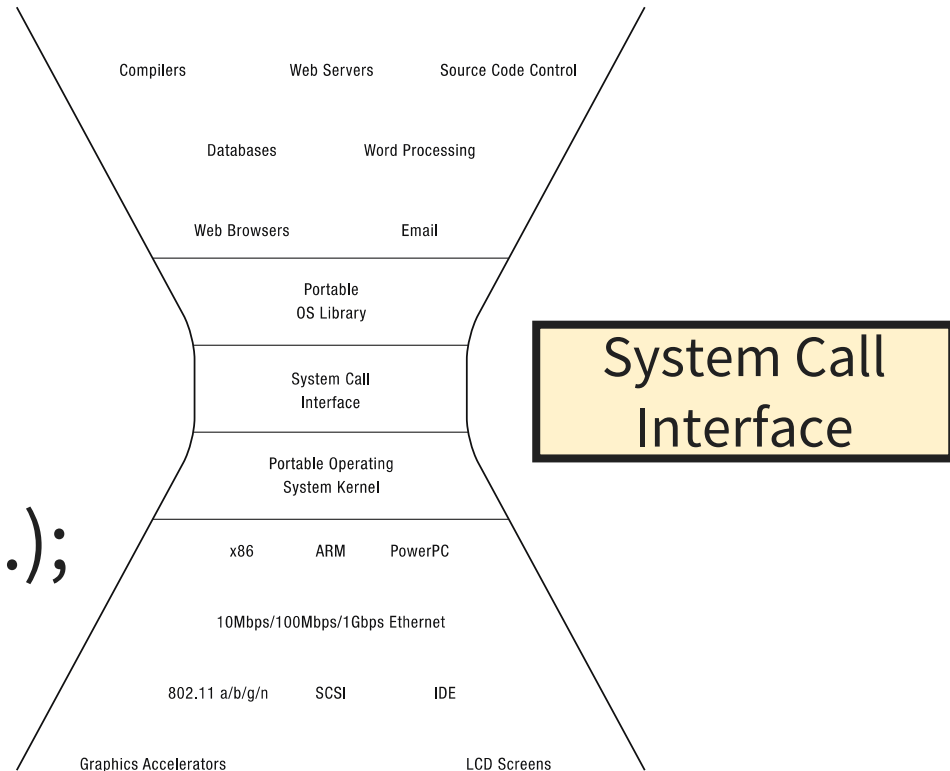 Compilers Web Servers Source Code Control
Databases Word Processing
Web Browsers Email
Portable
OS Library
System Call
Interface
Portable Operating
System Kernel
x86 ARM PowerPC
10Mbps/100Mbps/1Gbps Ethernet
802.11 a/b/g/n SCSI IDE
Graphics Accelerators LCD Screens
System Call
Interface
.);